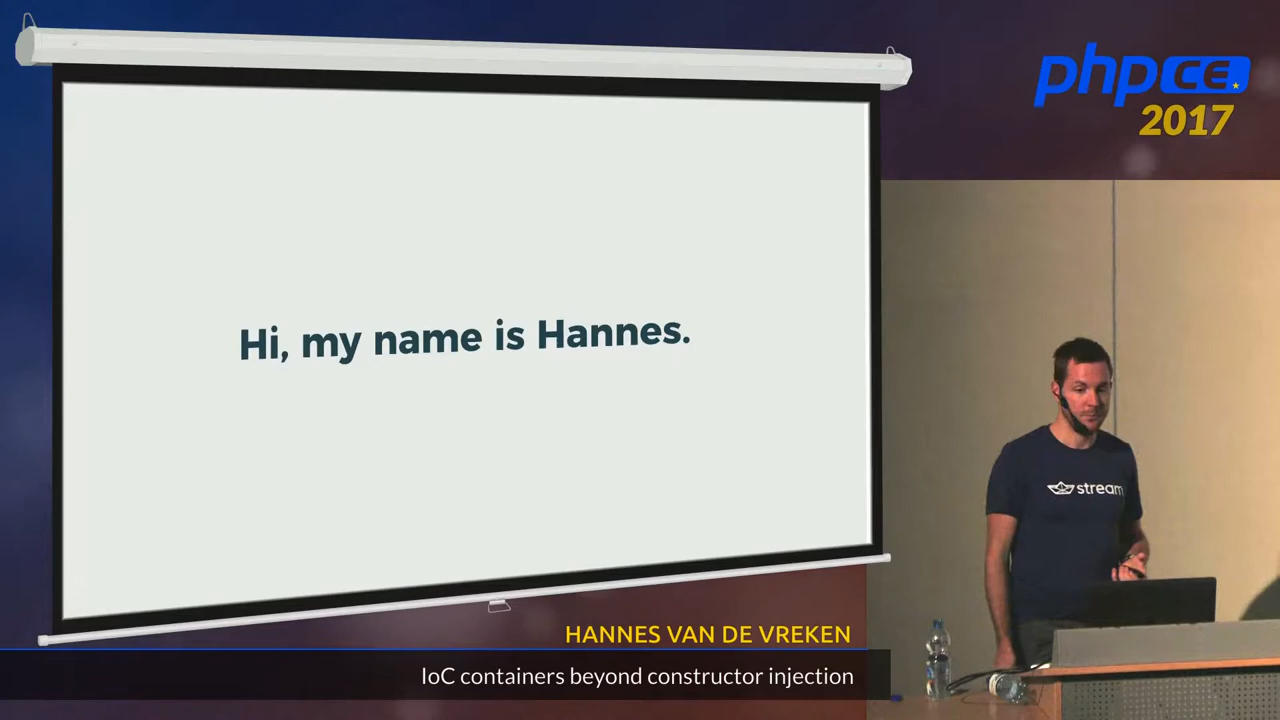 phpCE.
2017
Hi, my name is Hannes.
stream
HANNES VAN DE VREKEN
IoC containers beyond constructor injection